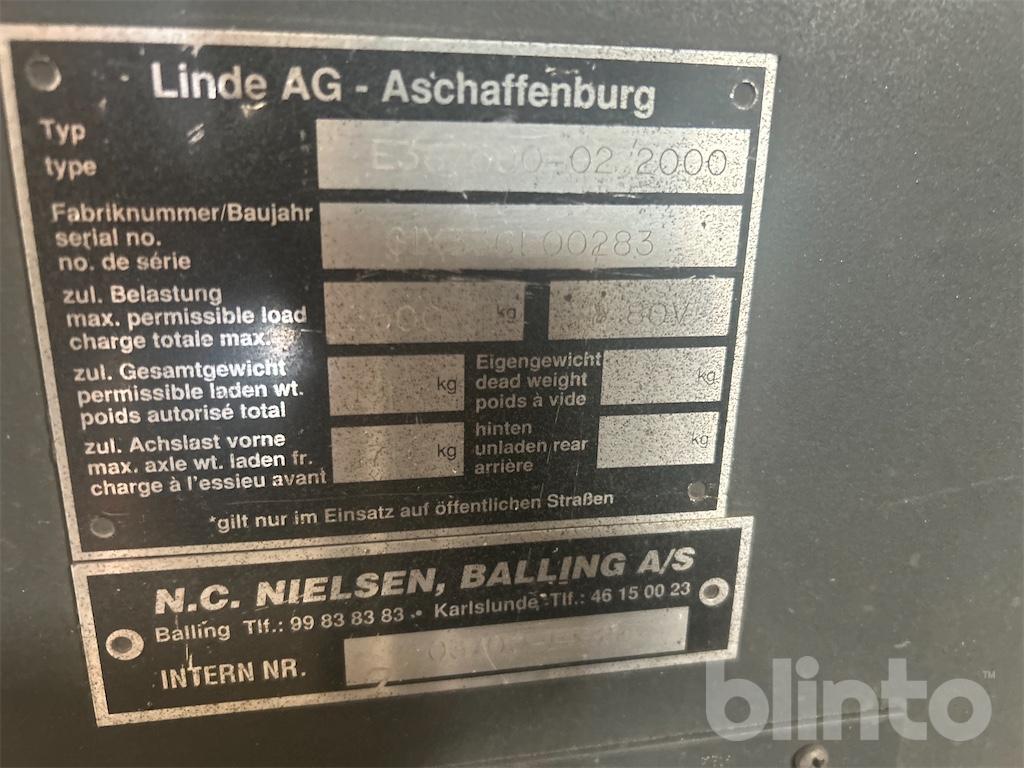 Linde AG - Aschaffenburg
Typ
type
Fabriknummer/Baujahr
serial no.
no. de série
zul. Belastung
max. permissible load kg 80V
charge totale max.
zul. Gesamtgewicht
permissible laden wt. kg
poids autorisé total
Eigengewicht
dead weight kg
poids à vide
zul. Achslast vorne
max. axle wt. laden fr. kg
charge à l'essieu avant
hinten
unladen rear kg
arrière
*gilt nur im Einsatz auf öffentlichen Straßen
N.C. NIELSEN, BALLING A/S
Balling Tlf.: 99 83 83 83 • Karlslunde Tlf.: 46 15 00 23
INTERN NR.
blinto™